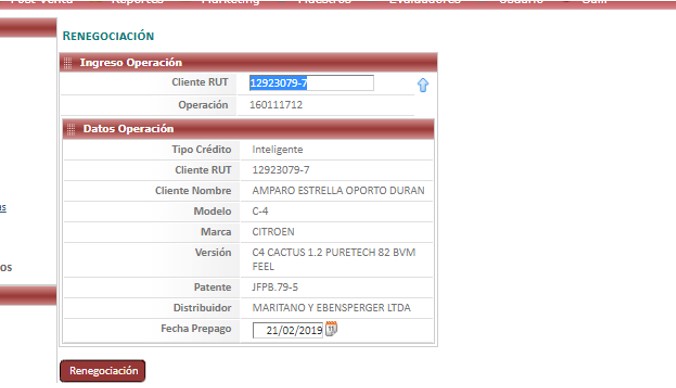 Post Venta Reportes Marketing Maestros Evaluadores Usuario Salir
RENEGOCIACIÓN
Ingreso Operación
Cliente RUT 12923079-7
Operación 160111712
Datos Operación
Tipo Crédito Inteligente
Cliente RUT 12923079-7
Cliente Nombre AMPARO ESTRELLA OPORTO DURAN
Modelo C-4
Marca CITROEN
Versión C4 CACTUS 1.2 PURETECH 82 BVM
FEEL
Patente JFPB.79-5
Distribuidor MARITANO Y EBENSPERGER LTDA
Fecha Prepago 21/02/2019
Renegociación
os